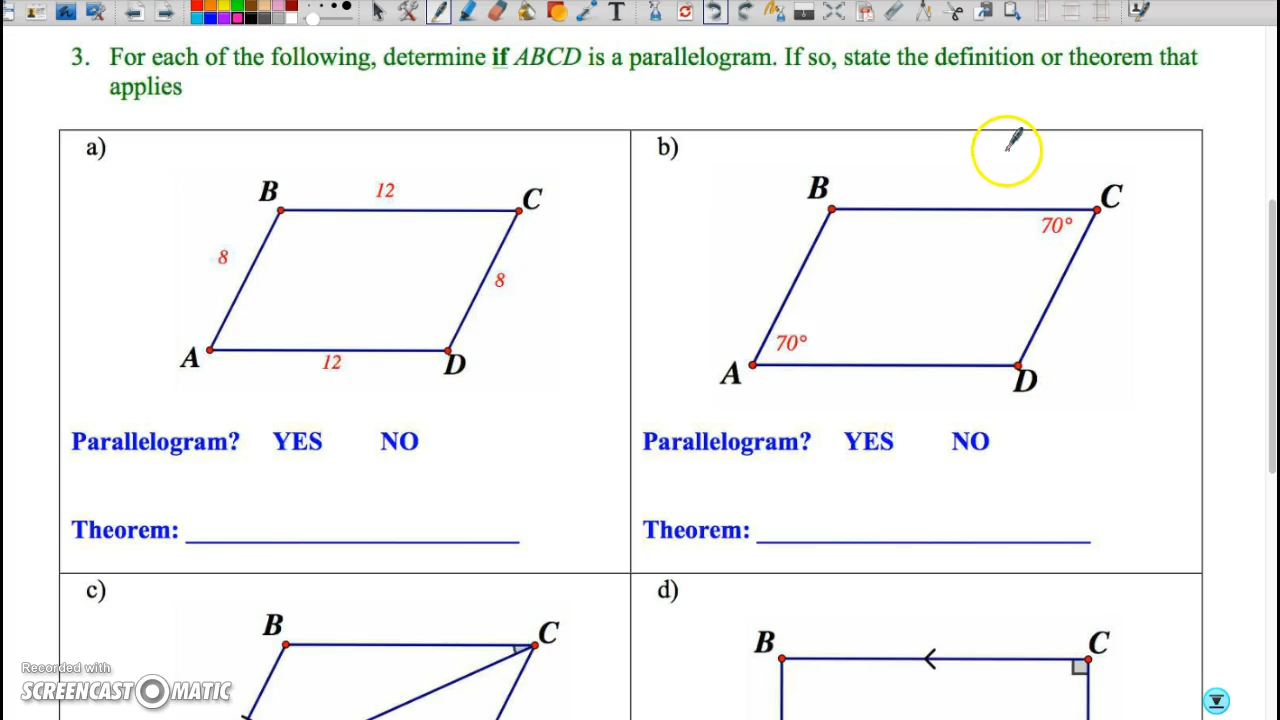 3. For each of the following, determine if ABCD is a parallelogram. If so, state the definition or theorem that
applies
a)
B 12 C
8
8
A 12 D
Parallelogram? YES NO
Theorem: ____________________
b)
B C
70°
70°
A D
Parallelogram? YES NO
Theorem: ____________________
c)
B C
d)
B C
Recorded with
SCREENCAST O MATIC